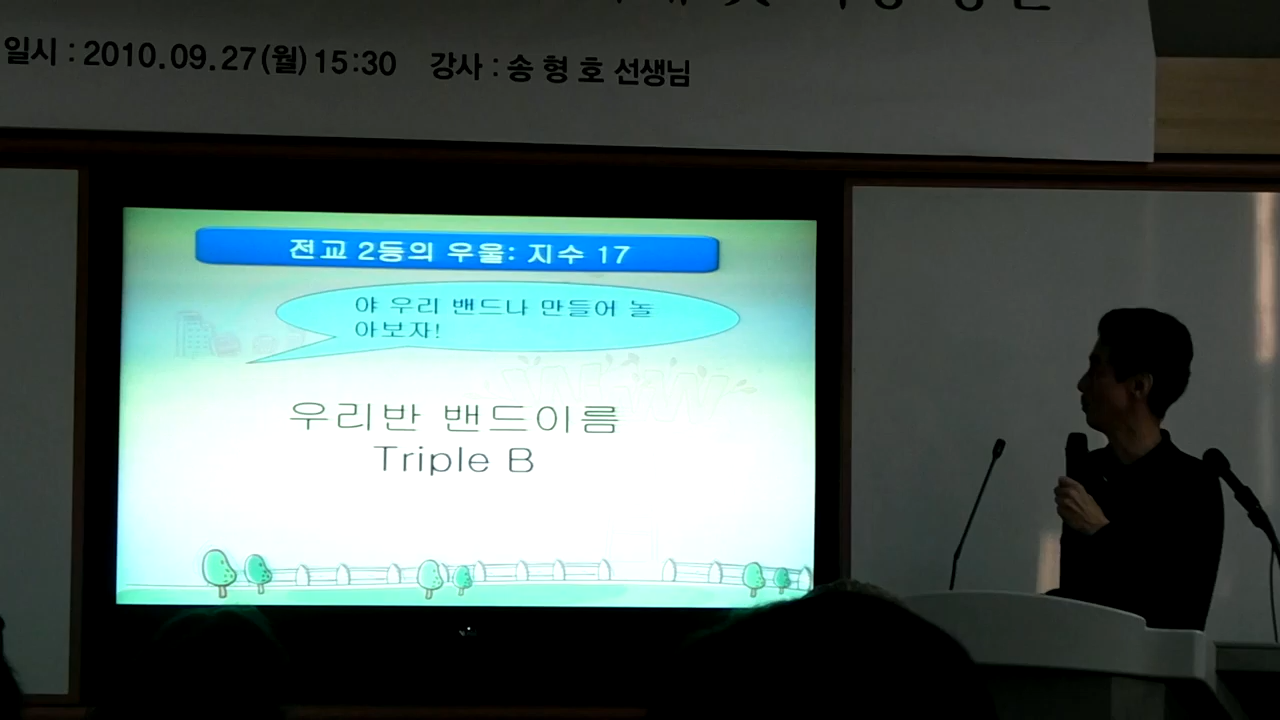 일시 : 2010.09.27(월)15:30 강사 : 송 형 호 선생님
전교 2등의 우울: 지수 17
야 우리 밴드나 만들어 놀
아보자!
우리반 밴드이름
Triple B